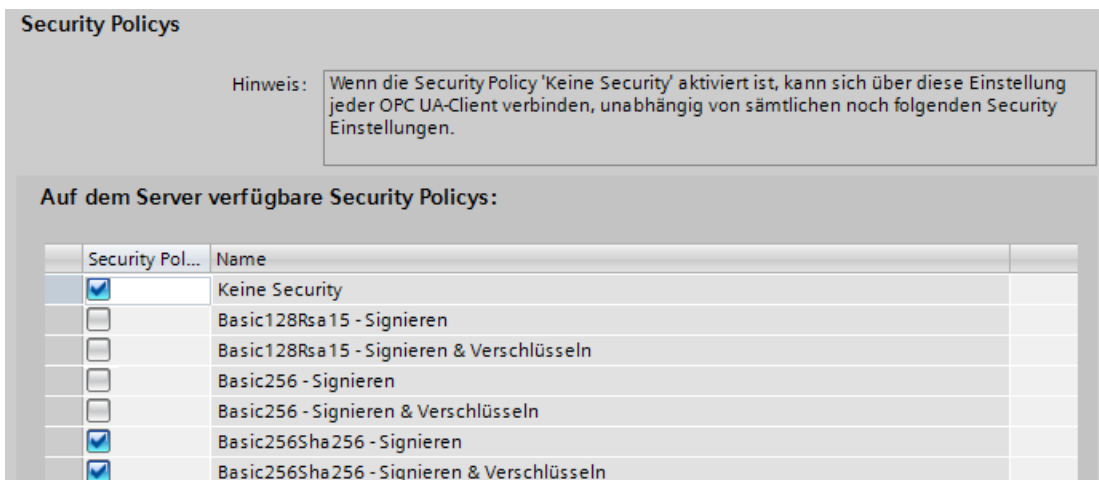 Security Policys
Hinweis: Wenn die Security Policy 'Keine Security' aktiviert ist, kann sich über diese Einstellung
jeder OPC UA-Client verbinden, unabhängig von sämtlichen noch folgenden Security
Einstellungen.
Auf dem Server verfügbare Security Policys:
Security Pol... Name
Keine Security
Basic128Rsa15 - Signieren
Basic128Rsa15 - Signieren & Verschlüsseln
Basic256 - Signieren
Basic256 - Signieren & Verschlüsseln
Basic256Sha256 - Signieren
Basic256Sha256 - Signieren & Verschlüsseln